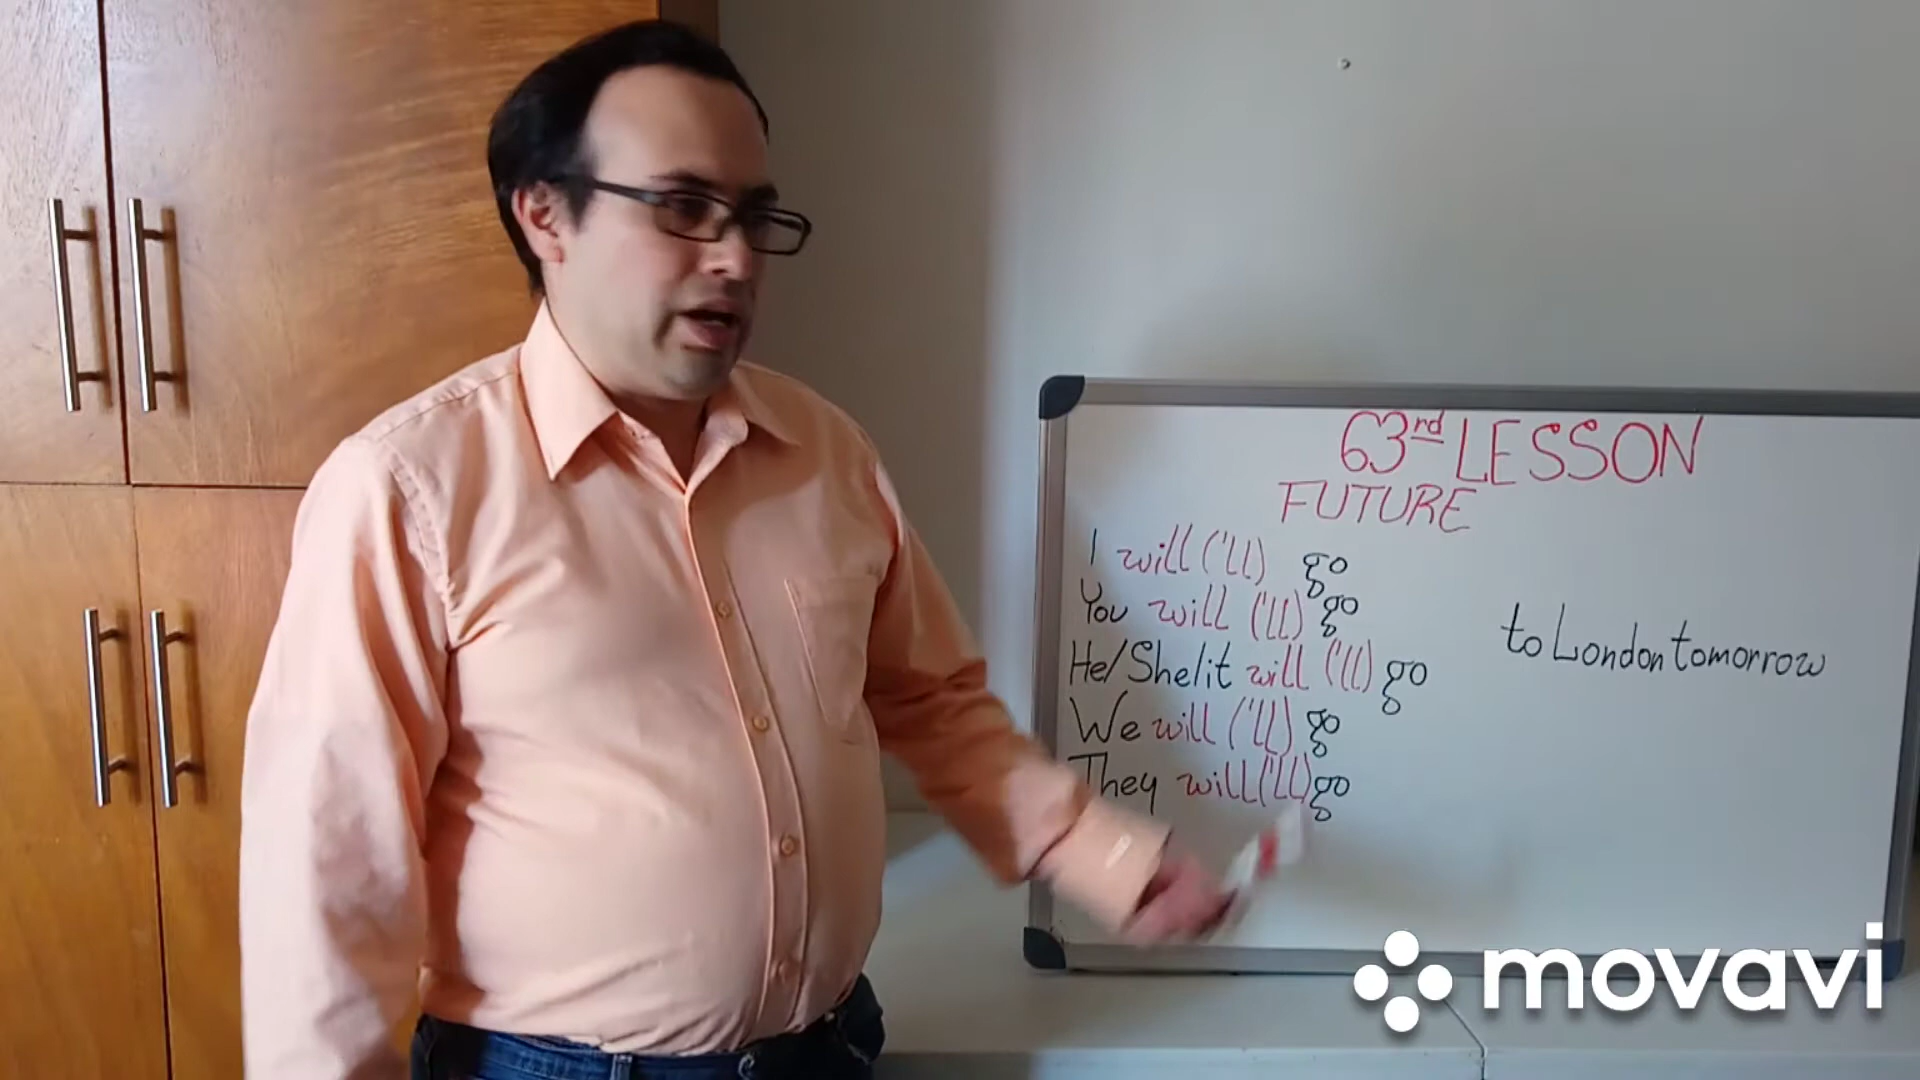 63rd LESSON
FUTURE
I will ('ll) go
You will ('ll) go
He/She/it will ('ll) go
We will ('ll) go
They will ('ll) go
to London tomorrow
movavi